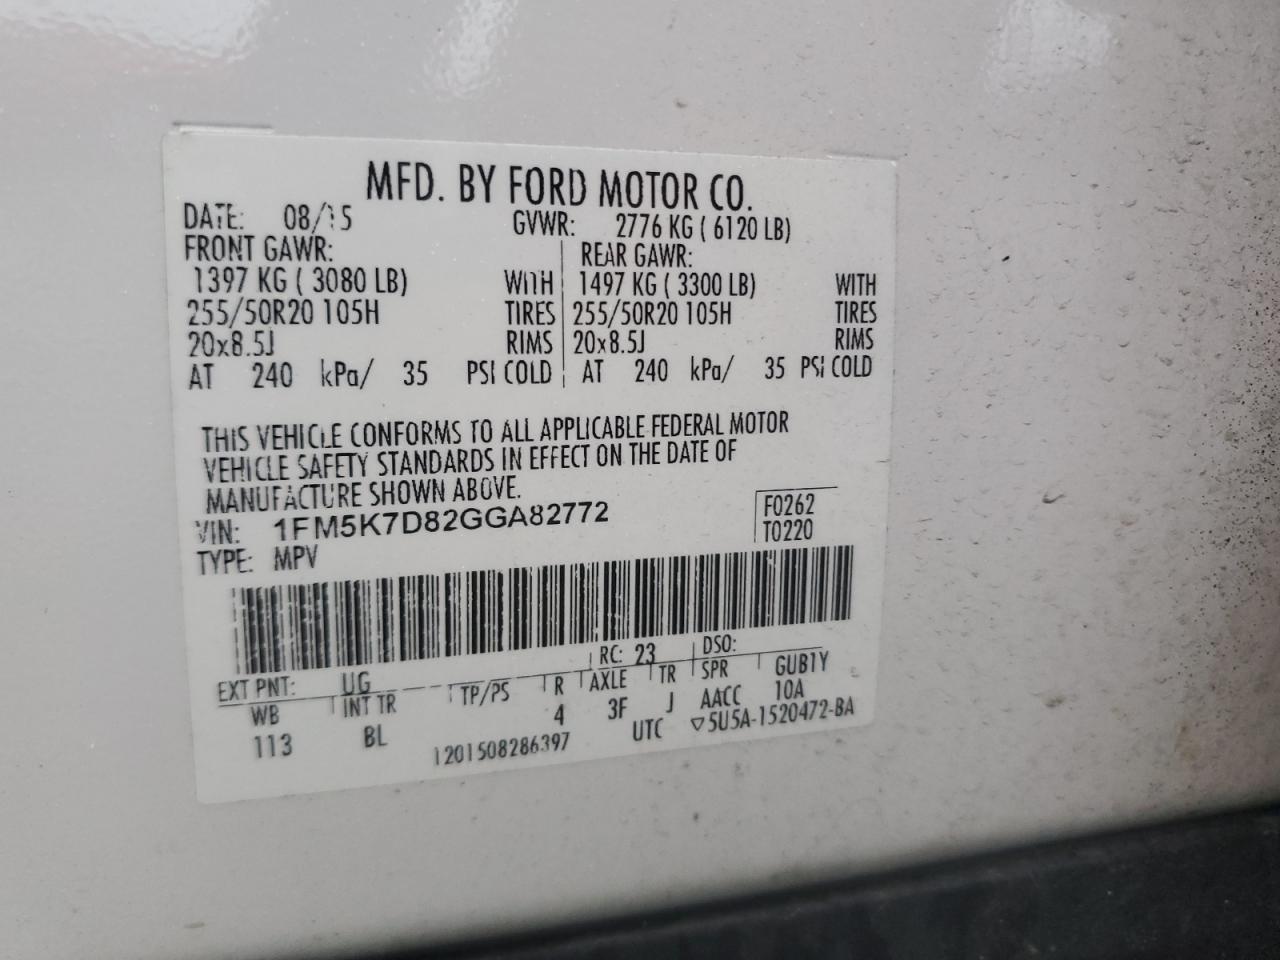 MFD. BY FORD MOTOR CO.
DATE: 08/15 GVWR: 2776 KG ( 6120 LB)
FRONT GAWR: REAR GAWR:
1397 KG ( 3080 LB) WITH 1497 KG ( 3300 LB) WITH
255/50R20 105H TIRES 255/50R20 105H TIRES
20x8.5J RIMS 20x8.5J RIMS
AT 240 kPa/ 35 PSI COLD AT 240 kPa/ 35 PSI COLD
THIS VEHICLE CONFORMS TO ALL APPLICABLE FEDERAL MOTOR
VEHICLE SAFETY STANDARDS IN EFFECT ON THE DATE OF
MANUFACTURE SHOWN ABOVE.
VIN: 1FM5K7D82GGA82772 F0262
TYPE: MPV T0220
EXT PNT: UG RC: 23 DSO:
WB INT TR TP/PS R AXLE TR SPR GUB1Y
113 BL 4 3F J AACC 10A
1201508286397 UTC ▽5U5A-1520472-BA